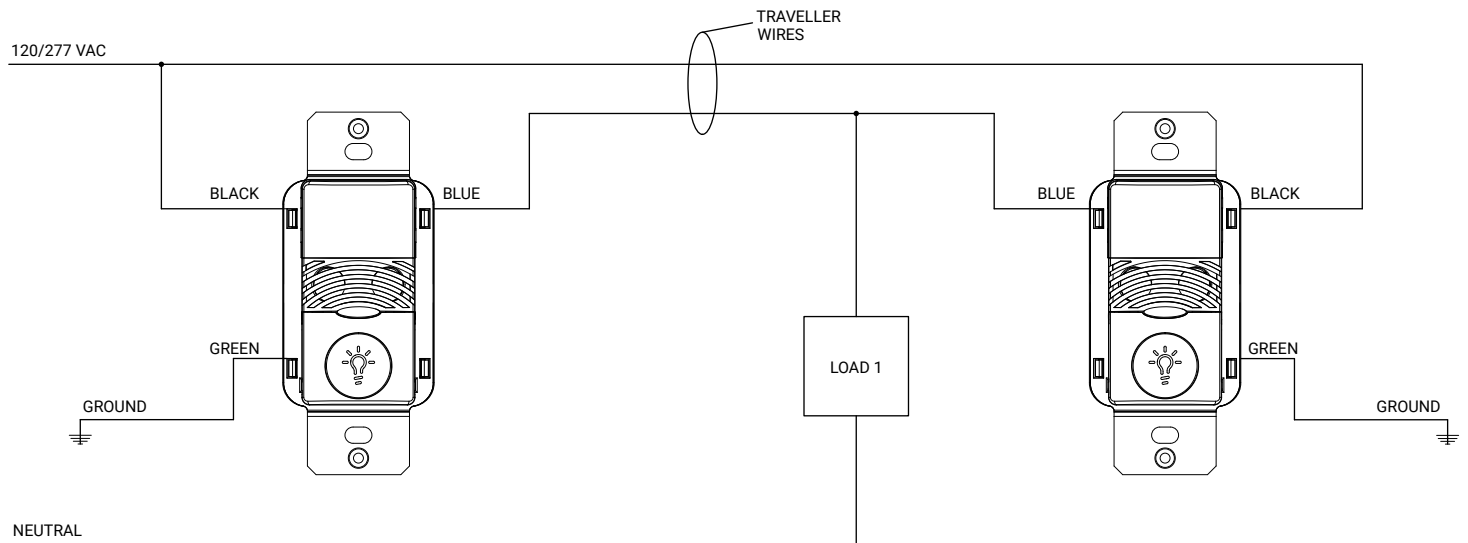 TRAVELLER
WIRES
120/277 VAC
BLACK
BLUE
BLUE
BLACK
GREEN
GREEN
LOAD 1
GROUND
GROUND
NEUTRAL